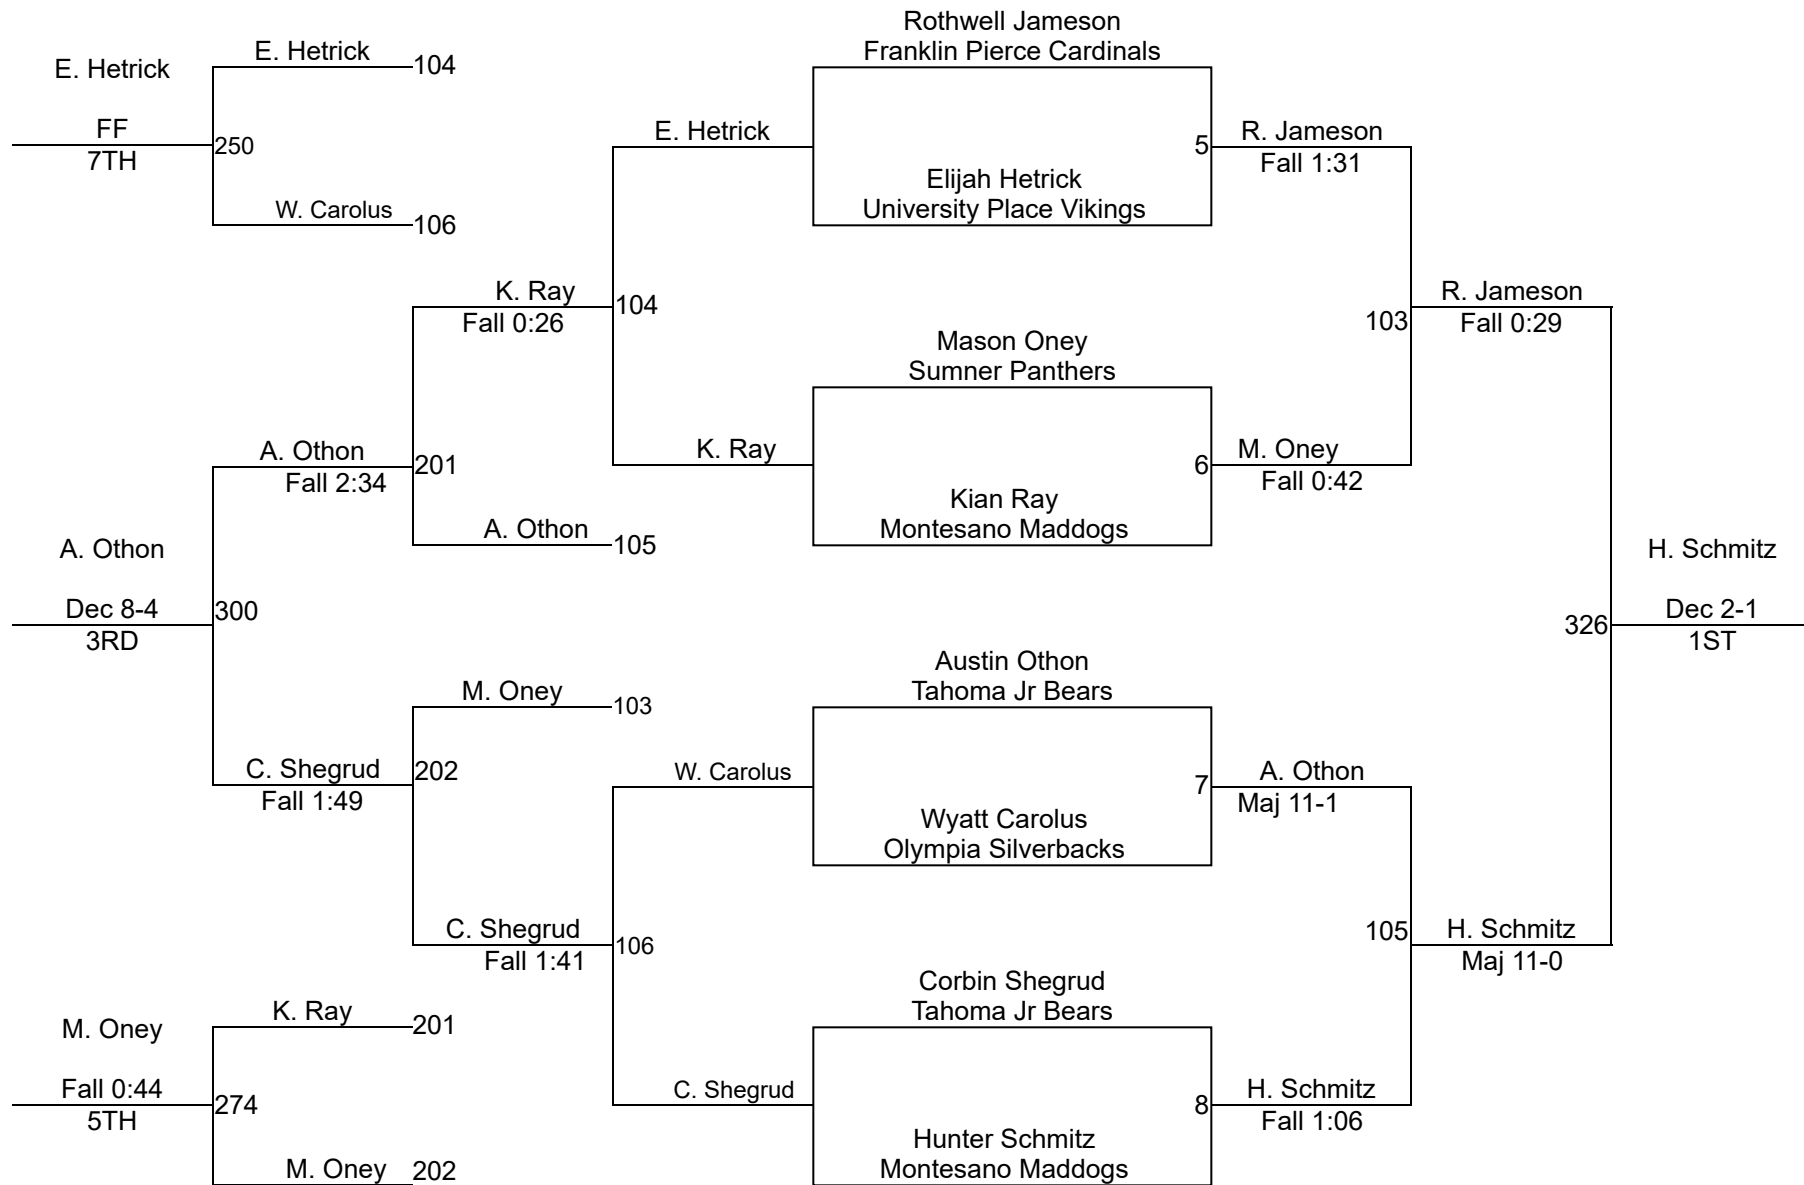 Rothwell Jameson
Franklin Pierce Cardinals
E. Hetrick
E. Hetrick
104
FF
7TH
250
E. Hetrick
5
R. Jameson
Fall 1:31
Elijah Hetrick
University Place Vikings
W. Carolus
106
K. Ray
Fall 0:26
104
103
R. Jameson
Fall 0:29
Mason Oney
Sumner Panthers
A. Othon
Fall 2:34
201
K. Ray
6
M. Oney
Fall 0:42
Kian Ray
Montesano Maddogs
A. Othon
105
A. Othon
Dec 8-4
3RD
300
H. Schmitz
326
Dec 2-1
1ST
Austin Othon
Tahoma Jr Bears
M. Oney
103
C. Shegrud
Fall 1:49
202
W. Carolus
7
A. Othon
Maj 11-1
Wyatt Carolus
Olympia Silverbacks
C. Shegrud
Fall 1:41
106
105
H. Schmitz
Maj 11-0
Corbin Shegrud
Tahoma Jr Bears
M. Oney
K. Ray
201
Fall 0:44
5TH
274
C. Shegrud
8
H. Schmitz
Fall 1:06
Hunter Schmitz
Montesano Maddogs
M. Oney
202